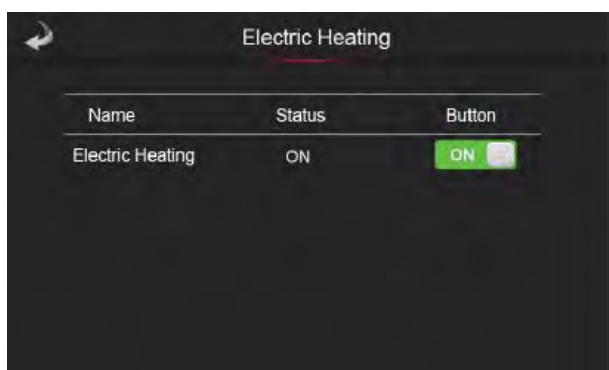 Electric Heating
Name Status Button
Electric Heating ON ON